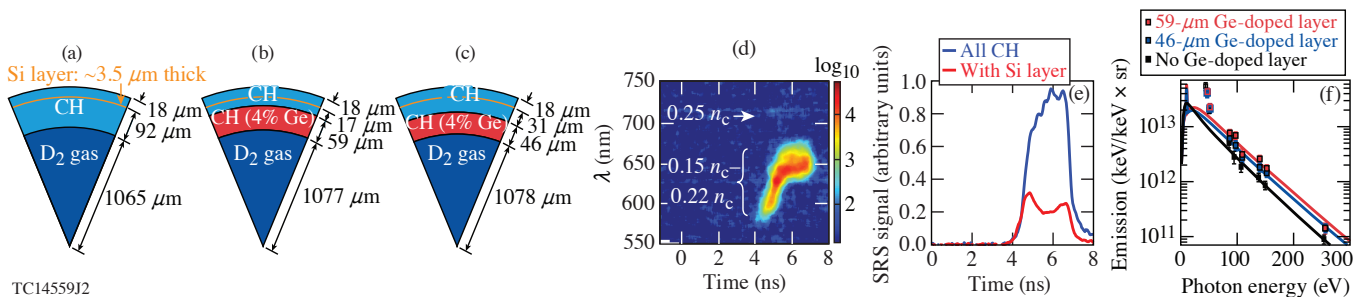 (a)
Si layer: ~3.5 μm thick
CH
18 μm
92 μm
D2 gas
1065 μm
TC14559J2
(b)
CH
18 μm
CH (4% Ge)
17 μm
59 μm
D2 gas
1077 μm
(c)
CH
18 μm
CH (4% Ge)
31 μm
46 μm
D2 gas
1078 μm
(d)
log10
750
700
650
600
550
λ (nm)
0.25 nc
0.15 nc
0.22 nc
4
3
2
0 2 4 6 8
Time (ns)
All CH
With Si layer
(e)
SRS signal (arbitrary units)
1.0
0.8
0.6
0.4
0.2
0.0
0 2 4 6 8
Time (ns)
59-μm Ge-doped layer
46-μm Ge-doped layer
No Ge-doped layer
(f)
Emission (keV/keV × sr)
10^13
10^12
10^11
0 100 200 300
Photon energy (eV)